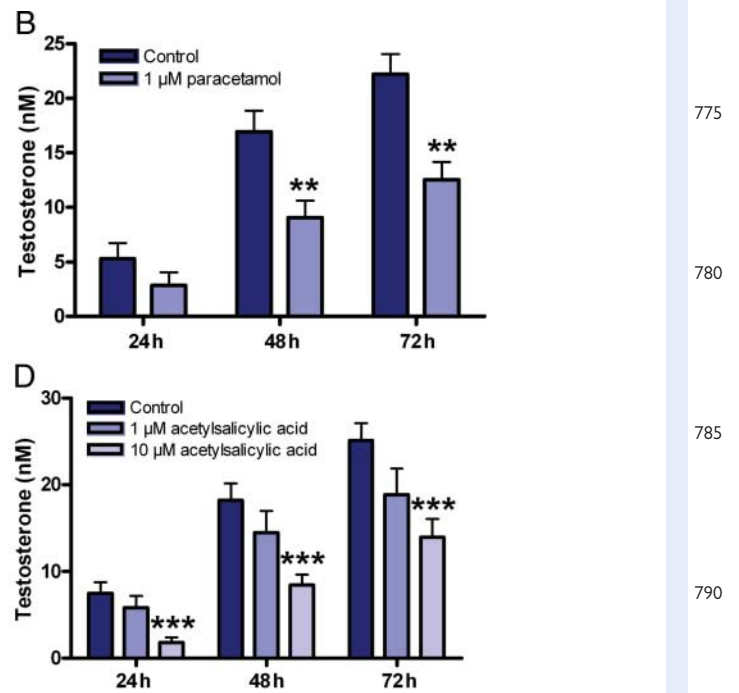 B
25
20
15
10
5
0
Testosterone (nM)
Control
1 µM paracetamol
**
**
24h 48h 72h
D
30
20
10
0
Testosterone (nM)
Control
1 µM acetylsalicylic acid
10 µM acetylsalicylic acid
***
***
***
24h 48h 72h
775
780
785
790